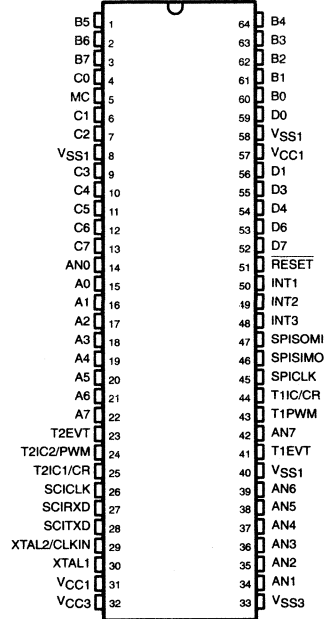 B5 1 64 B4
B6 2 63 B3
B7 3 62 B2
C0 4 61 B1
MC 5 60 B0
C1 6 59 D0
C2 7 58 VSS1
VSS1 8 57 VCC1
C3 9 56 D1
C4 10 55 D3
C5 11 54 D4
C6 12 53 D6
C7 13 52 D7
AN0 14 51 RESET
A0 15 50 INT1
A1 16 49 INT2
A2 17 48 INT3
A3 18 47 SPISOMI
A4 19 46 SPISIMO
A5 20 45 SPICLK
A6 21 44 T1IC/CR
A7 22 43 T1PWM
T2EVT 23 42 AN7
T2IC2/PWM 24 41 T1EVT
T2IC1/CR 25 40 VSS1
SCICLK 26 39 AN6
SCIRXD 27 38 AN5
SCITXD 28 37 AN4
XTAL2/CLKIN 29 36 AN3
XTAL1 30 35 AN2
VCC1 31 34 AN1
VCC3 32 33 VSS3